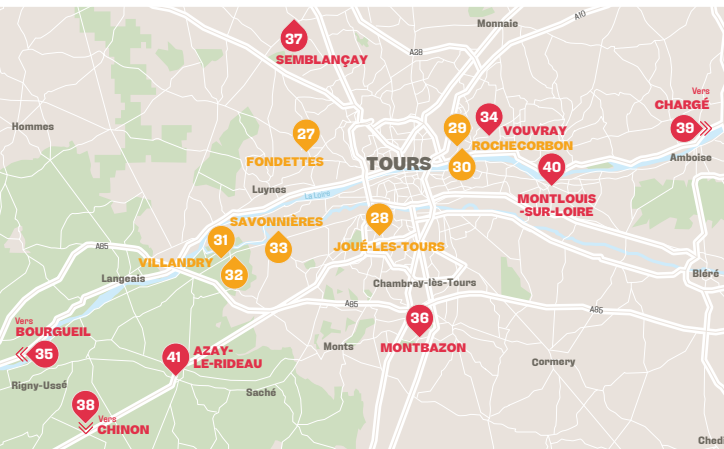 Monnaie
A10
37
SEMBLANÇAY
A28
Vers
CHARGÉ
39
34
VOUVRAY
29
ROCHECORBON
30
Hommes
27
FONDETTES
TOURS
Amboise
40
MONTLOUIS
-SUR-LOIRE
Luynes
La Loire
SAVONNIÈRES
28
JOUÉ-LES-TOURS
31
33
VILLANDRY
32
A85
Langeais
Bléré
Chambray-lès-Tours
A85
A85
Vers
BOURGUEIL
35
36
MONTBAZON
41
AZAY-
LE-RIDEAU
Monts
Cormery
Rigny-Ussé
Saché
38
Vers
CHINON
Ched